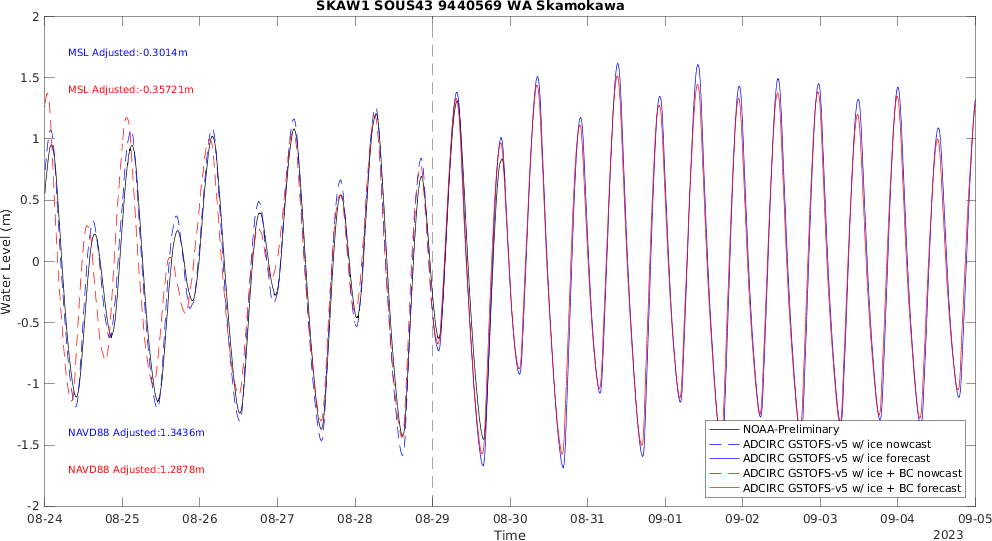 SKAW1 SOUS43 9440569 WA Skamokawa
MSL Adjusted:-0.3014m
MSL Adjusted:-0.35721m
NAVD88 Adjusted:1.3436m
NAVD88 Adjusted:1.2878m
Water Level (m)
2
1.5
1
0.5
0
-0.5
-1
-1.5
-2
NOAA-Preliminary
ADCIRC GSTOFS-v5 w/ ice nowcast
ADCIRC GSTOFS-v5 w/ ice forecast
ADCIRC GSTOFS-v5 w/ ice + BC nowcast
ADCIRC GSTOFS-v5 w/ ice + BC forecast
08-24 08-25 08-26 08-27 08-28 08-29 08-30 08-31 09-01 09-02 09-03 09-04 09-05
Time
2023